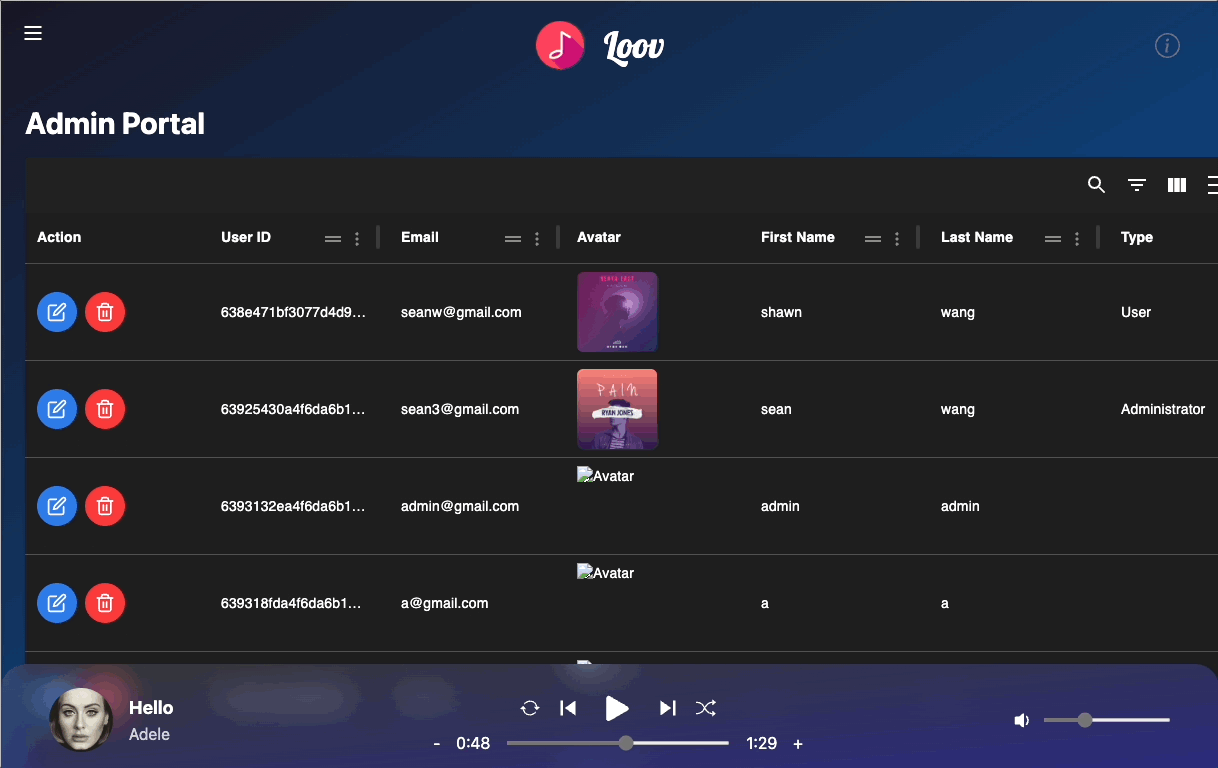 Loov
i
Admin Portal
Action User ID Email Avatar First Name Last Name Type
638e471bf3077d4d9... seanw@gmail.com shawn wang User
PAIN
RYAN JONES
63925430a4f6da6b1... sean3@gmail.com sean wang Administrator
Avatar
6393132ea4f6da6b1... admin@gmail.com admin admin
Avatar
639318fda4f6da6b1... a@gmail.com a a
Hello
Adele
- 0:48 1:29 +